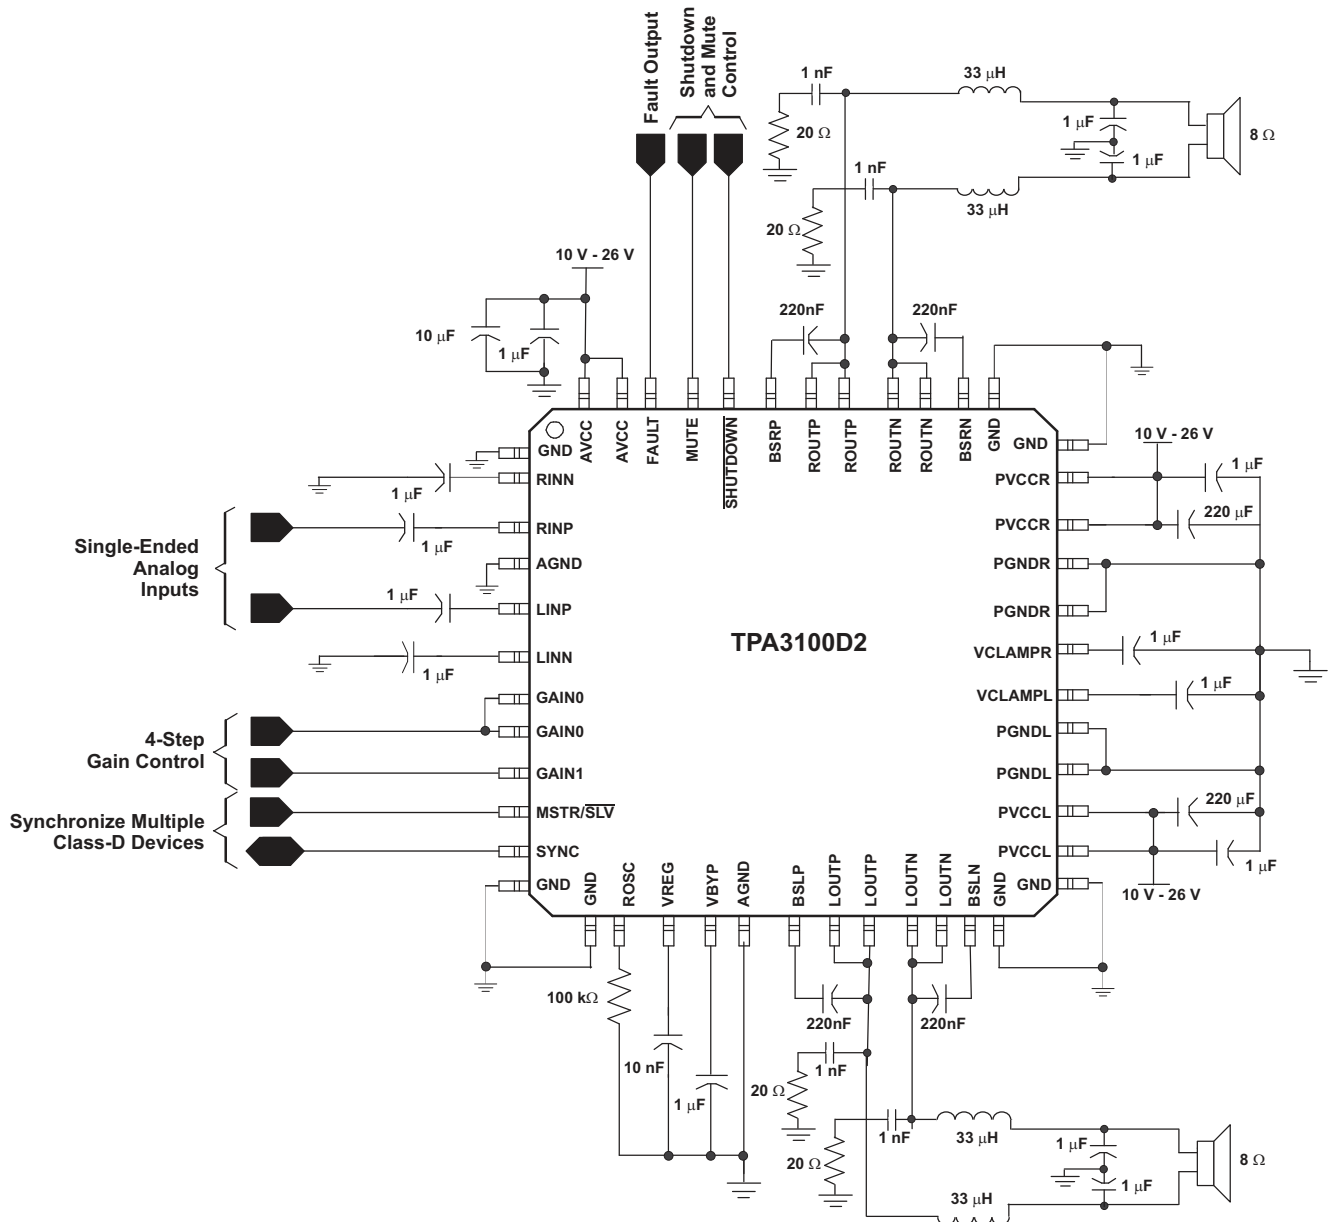 Fault Output
Shutdown
and Mute
Control
1 nF
33 µH
20 Ω
1 µF
1 µF
8 Ω
1 nF
33 µH
20 Ω
10 V - 26 V
10 µF
1 µF
220nF
220nF
AVCC
AVCC
FAULT
MUTE
SHUTDOWN
BSRP
ROUTP
ROUTP
ROUTN
ROUTN
BSRN
GND
GND
RINN
1 µF
RINP
1 µF
AGND
1 µF
LINP
LINN
1 µF
GAIN0
GAIN0
GAIN1
MSTR/SLV
SYNC
GND
Single-Ended
Analog
Inputs
4-Step
Gain Control
Synchronize Multiple
Class-D Devices
TPA3100D2
GND
10 V - 26 V
PVCCR
1 µF
PVCCR
220 µF
PGNDR
PGNDR
VCLAMPR
1 µF
VCLAMPL
1 µF
PGNDL
PGNDL
PVCCL
220 µF
PVCCL
1 µF
GND
10 V - 26 V
GND
ROSC
VREG
VBYP
AGND
BSLP
LOUTP
LOUTP
LOUTN
LOUTN
BSLN
GND
100 kΩ
10 nF
1 µF
220nF
220nF
1 nF
20 Ω
1 nF
33 µH
20 Ω
1 µF
1 µF
8 Ω
33 µH